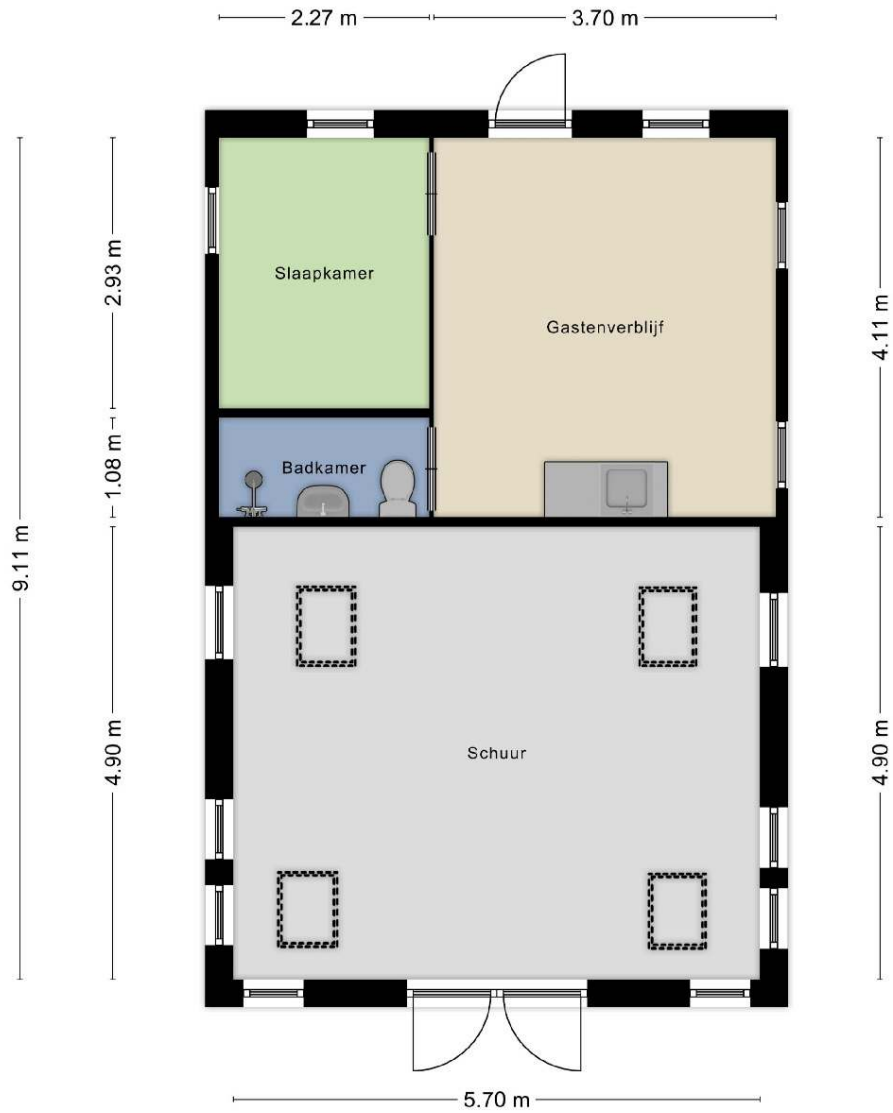 2.27 m
3.70 m
2.93 m
Slaapkamer
4.11 m
Gastenverblijf
1.08 m
Badkamer
9.11 m
4.90 m
Schuur
4.90 m
5.70 m